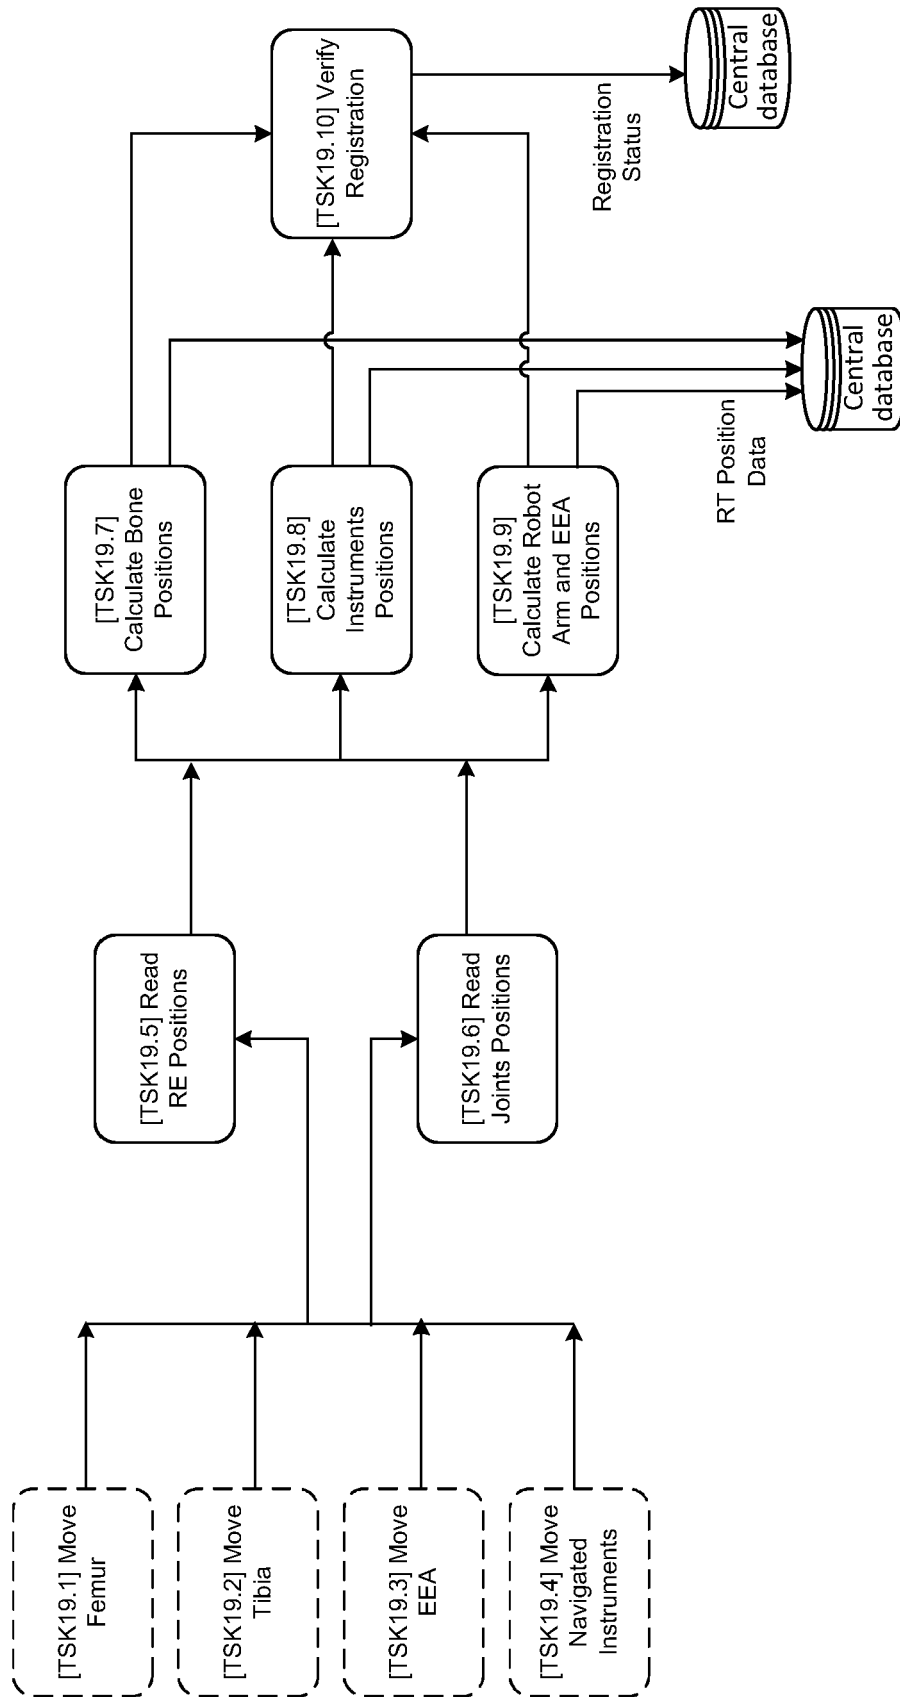 [TSK19.1] Move
Femur
[TSK19.2] Move
Tibia
[TSK19.3] Move
EEA
[TSK19.4] Move
Navigated
Instruments
[TSK19.5] Read
RE Positions
[TSK19.6] Read
Joints Positions
[TSK19.7]
Calculate Bone
Positions
[TSK19.8]
Calculate
Instruments
Positions
[TSK19.9]
Calculate Robot
Arm and EEA
Positions
RT Position
Data
Central
database
[TSK19.10] Verify
Registration
Registration
Status
Central
database